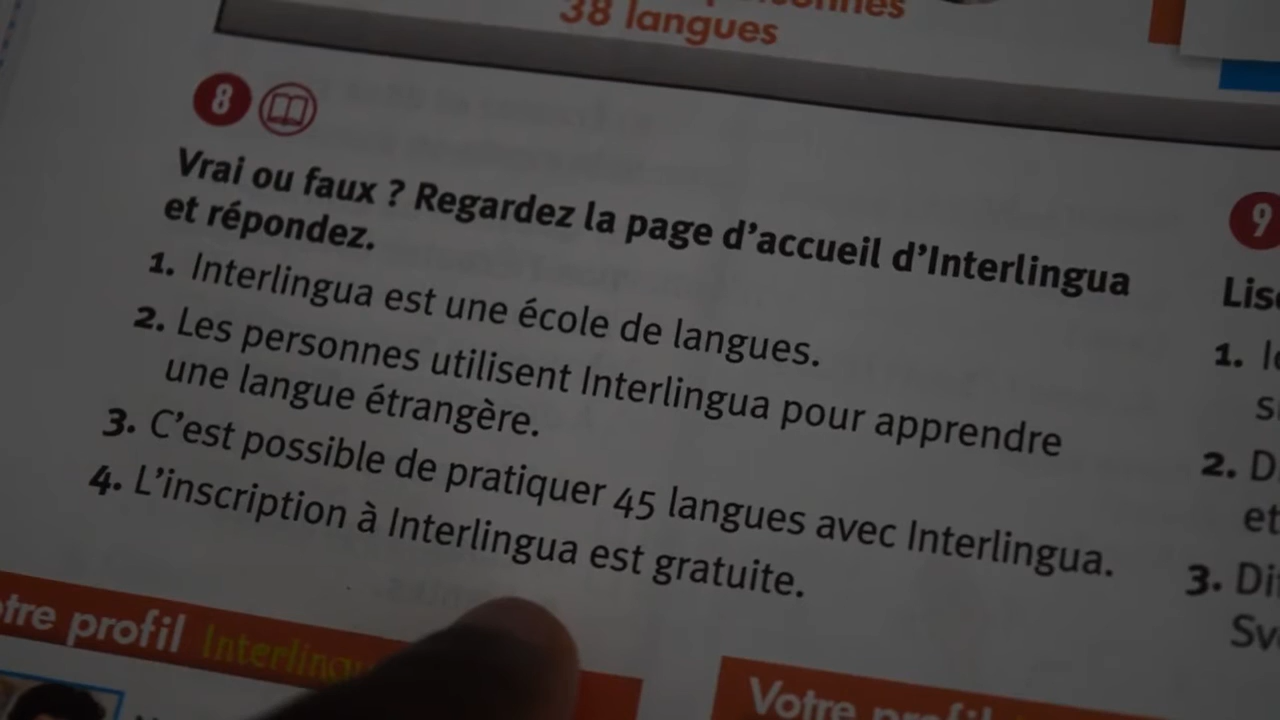 38 langues
8
Vrai ou faux ? Regardez la page d'accueil d'Interlingua
et répondez.
1. Interlingua est une école de langues.
2. Les personnes utilisent Interlingua pour apprendre
une langue étrangère.
3. C'est possible de pratiquer 45 langues avec Interlingua.
4. L'inscription à Interlingua est gratuite.
9
1.
2.
3.
profil
Votre profil